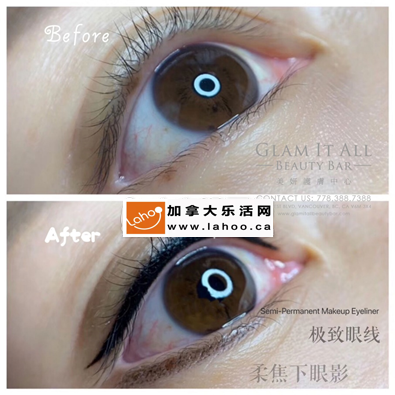 Before
GLAM IT ALL
BEAUTY BAR
CONTACT US: 778.388.7388
Lahoo
加拿大乐活网
www.lahoo.ca
After
Semi-Permanent Makeup Eyeliner
极致眼线
柔焦下眼影